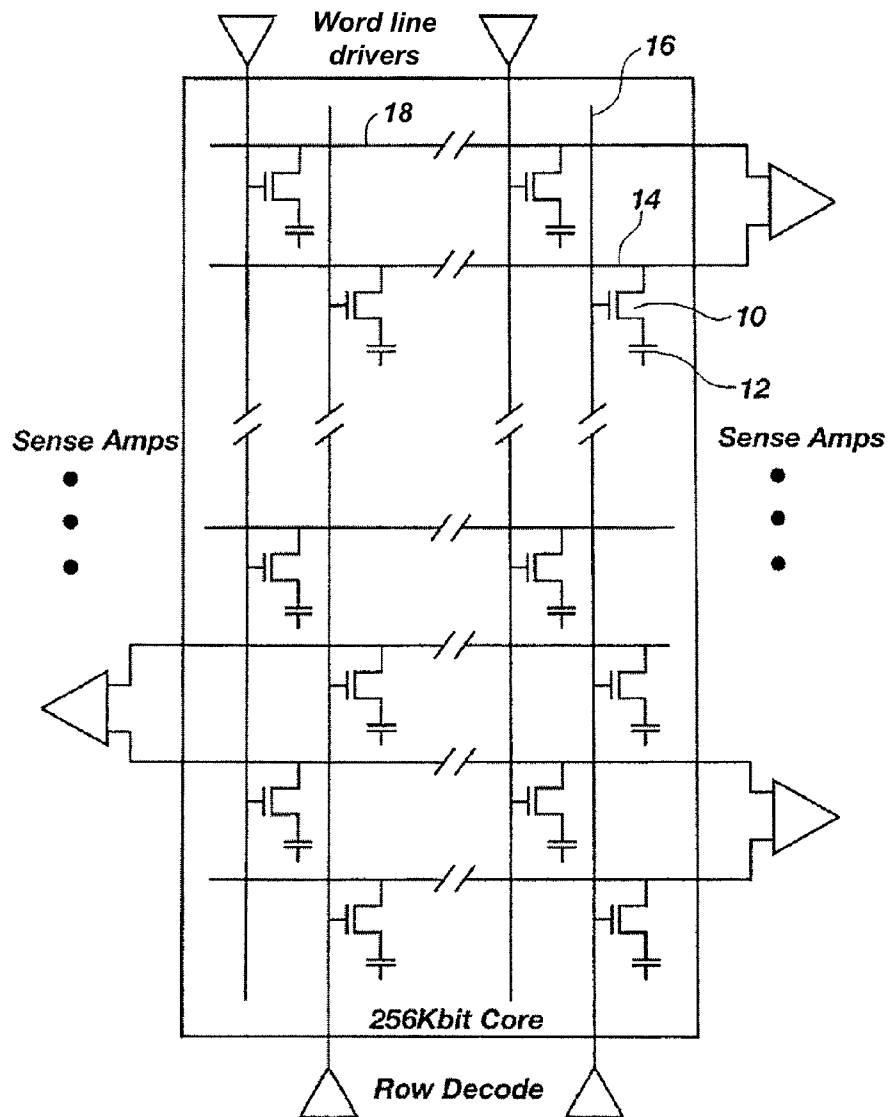 Word line
drivers
16
18
14
10
12
Sense Amps
Sense Amps
256Kbit Core
Row Decode